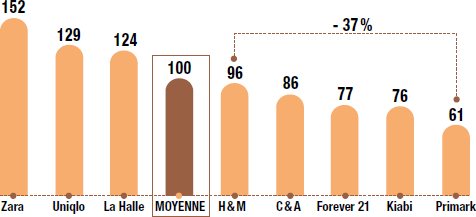 152
129
124
100
96
86
77
76
61
- 37 %
Zara
Uniqlo
La Halle
MOYENNE
H & M
C & A
Forever 21
Kiabi
Primark